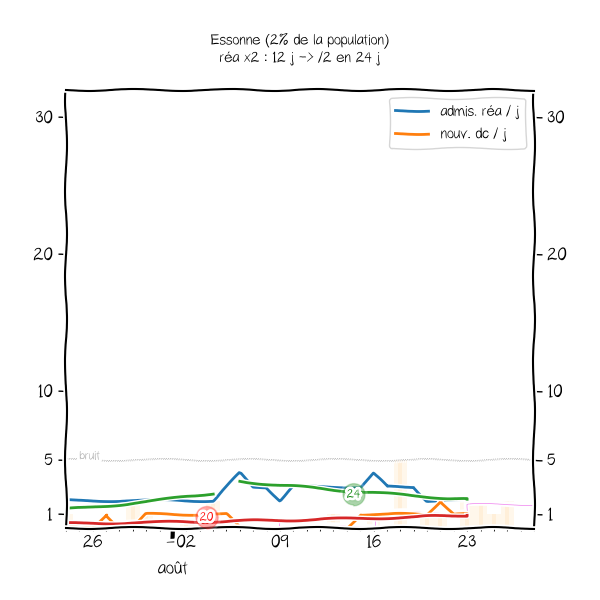 Essonne (2% de la population)
réa x2 : 12 j -> /2 en 24 j
admis. réa / j
nouv. dc / j
30 30
20 20
10 10
5 bruit 5
24
1 20 1
26 02 09 16 23
août